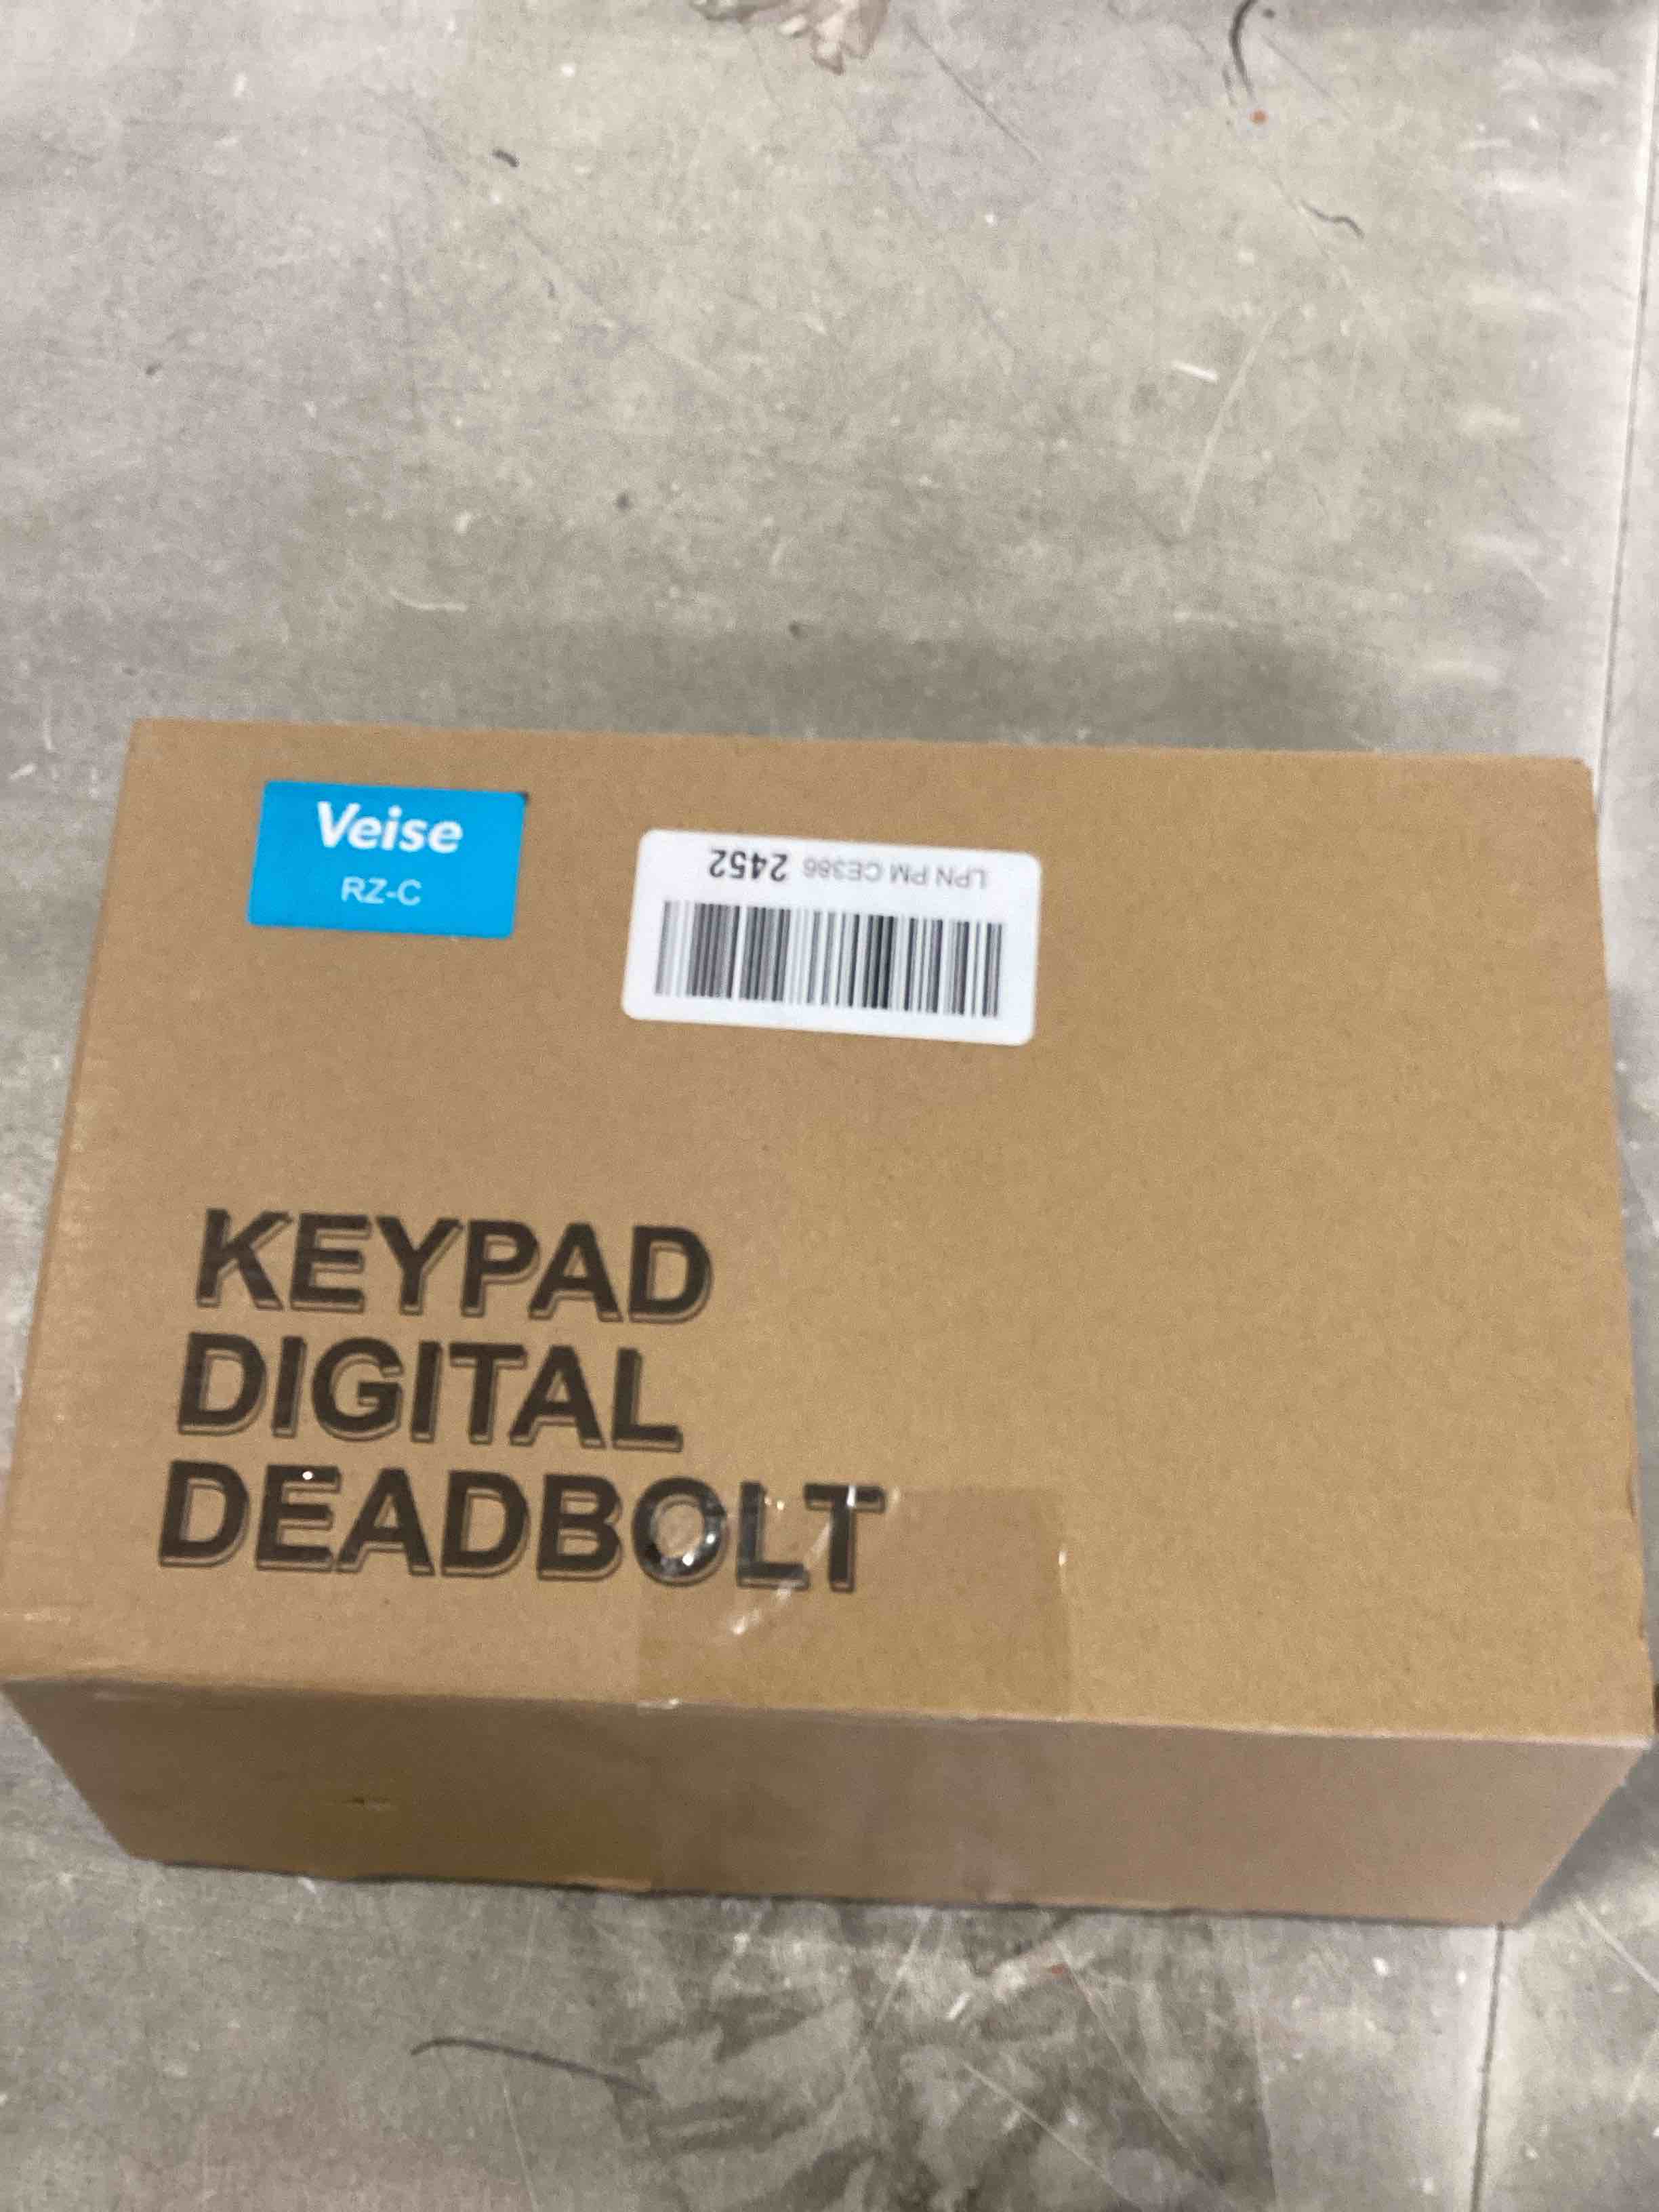 Veise
RZ-C
LPN PM CE386 2452
KEYPAD
DIGITAL
DEADBOLT